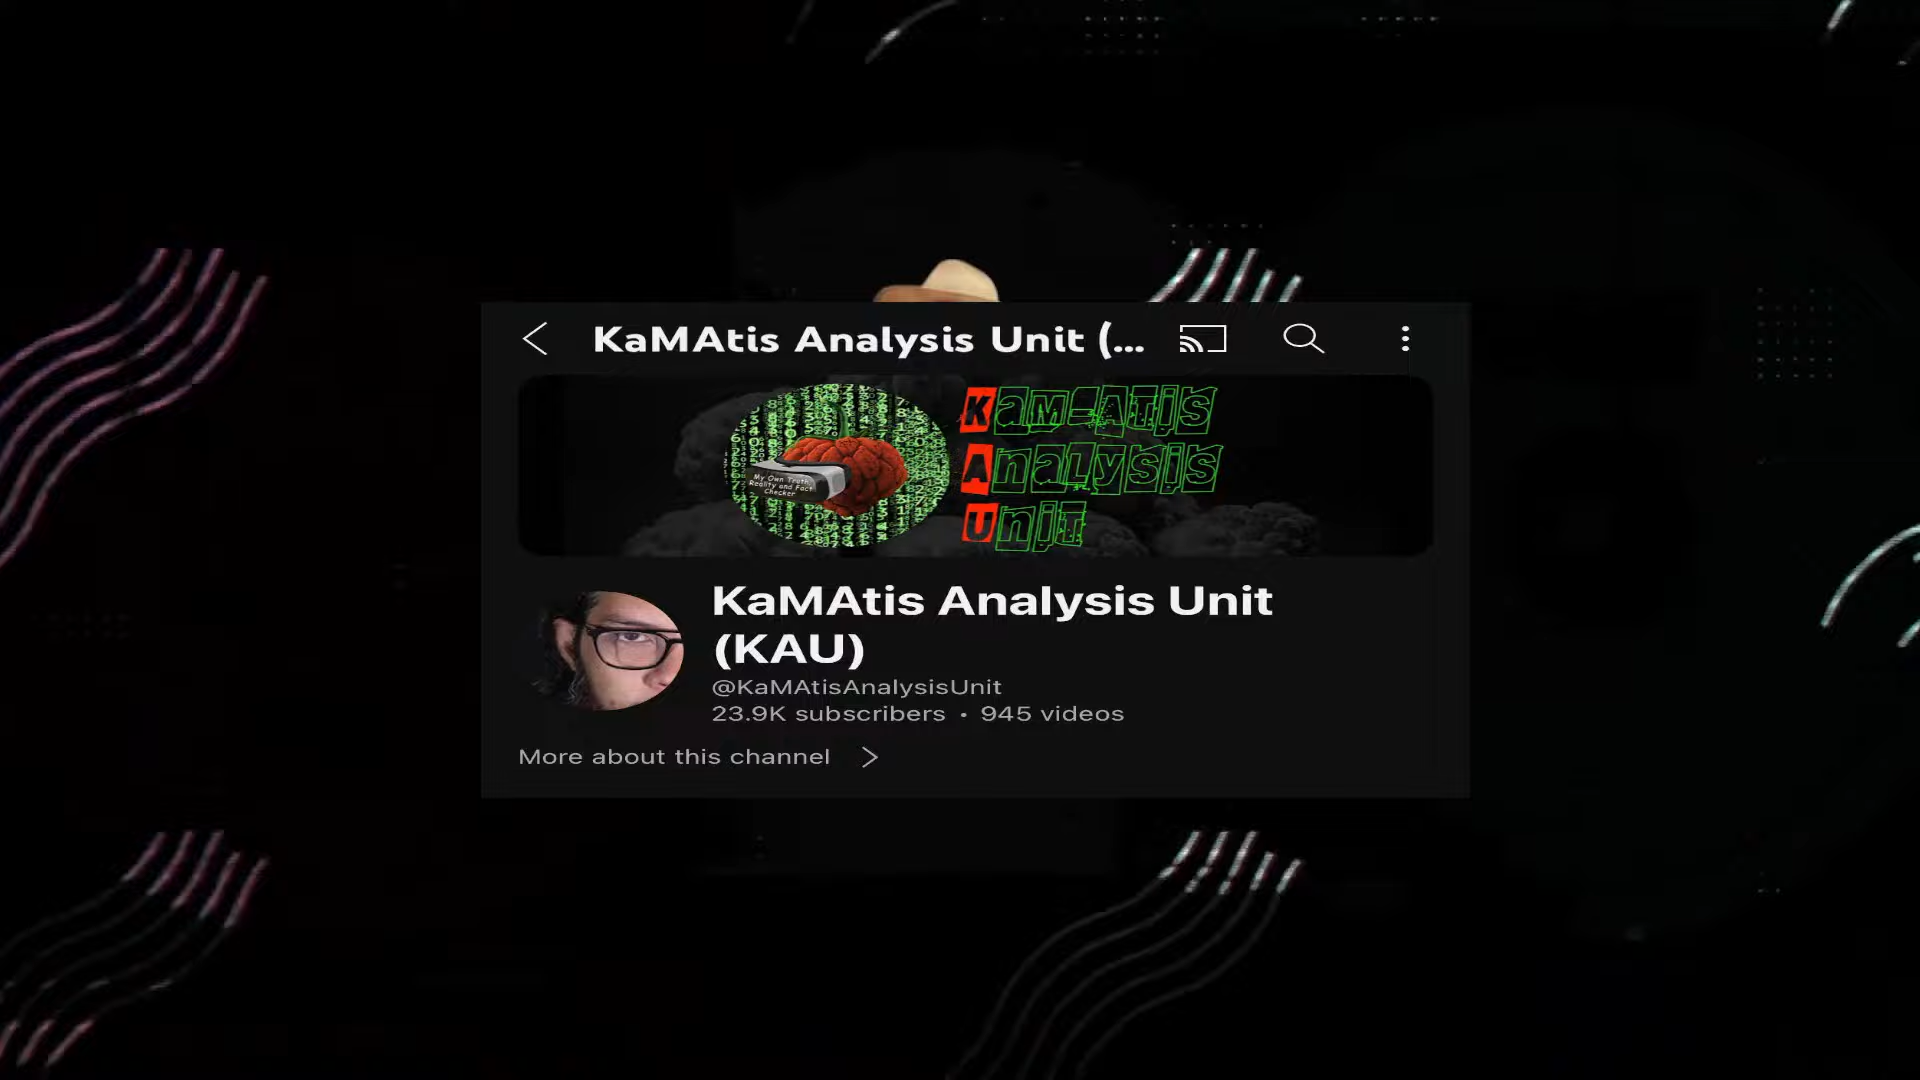 KaMAtis Analysis Unit (...
My Own Truth
Reality and Fact
Checker
Kam-Atis
Analysis
Unit
KaMAtis Analysis Unit
(KAU)
@KaMAtisAnalysisUnit
23.9K subscribers • 945 videos
More about this channel